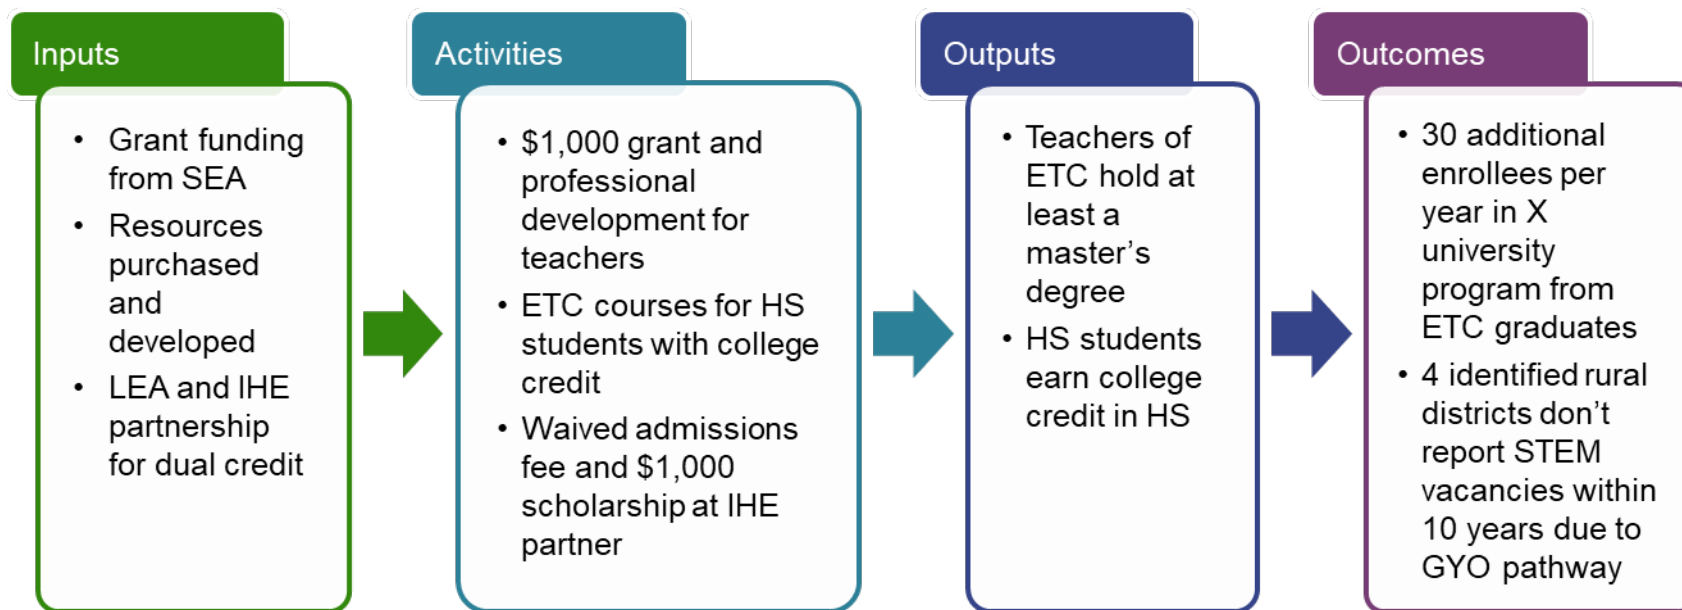 Inputs
• Grant funding
from SEA
• Resources
purchased
and
developed
• LEA and IHE
partnership
for dual credit
Activities
• $1,000 grant and
professional
development for
teachers
• ETC courses for HS
students with college
credit
• Waived admissions
fee and $1,000
scholarship at IHE
partner
Outputs
• Teachers of
ETC hold at
least a
master’s
degree
• HS students
earn college
credit in HS
Outcomes
• 30 additional
enrollees per
year in X
university
program from
ETC graduates
• 4 identified rural
districts don’t
report STEM
vacancies within
10 years due to
GYO pathway